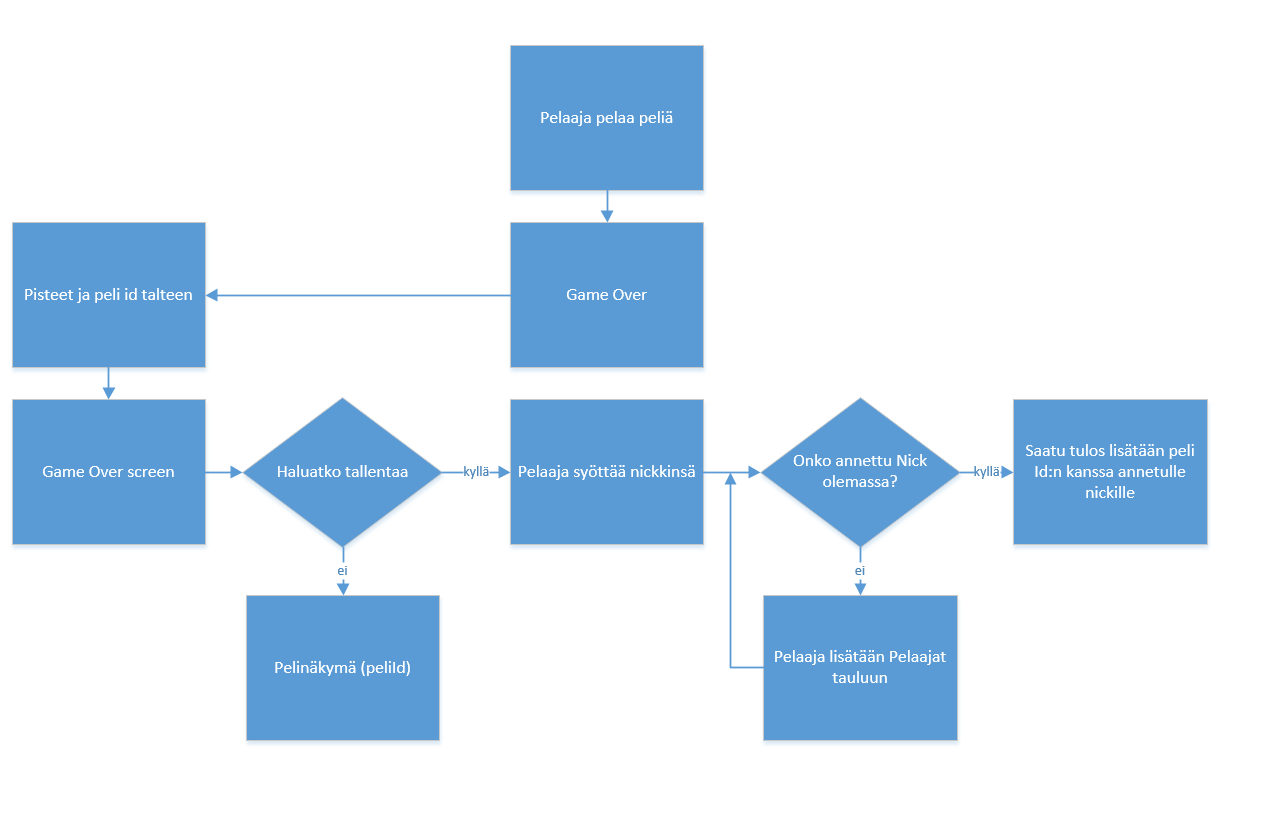 Pelaaja pelaa peliä
Pisteet ja peli id talteen
Game Over
Game Over screen
Haluatko tallentaa
kyllä
Pelaaja syöttää nickkinsä
Onko annettu Nick
olemassa?
kyllä
Saatu tulos lisätään peli
Id:n kanssa annetulle
nickille
ei
ei
Pelinäkymä (peliId)
Pelaaja lisätään Pelaajat
tauluun